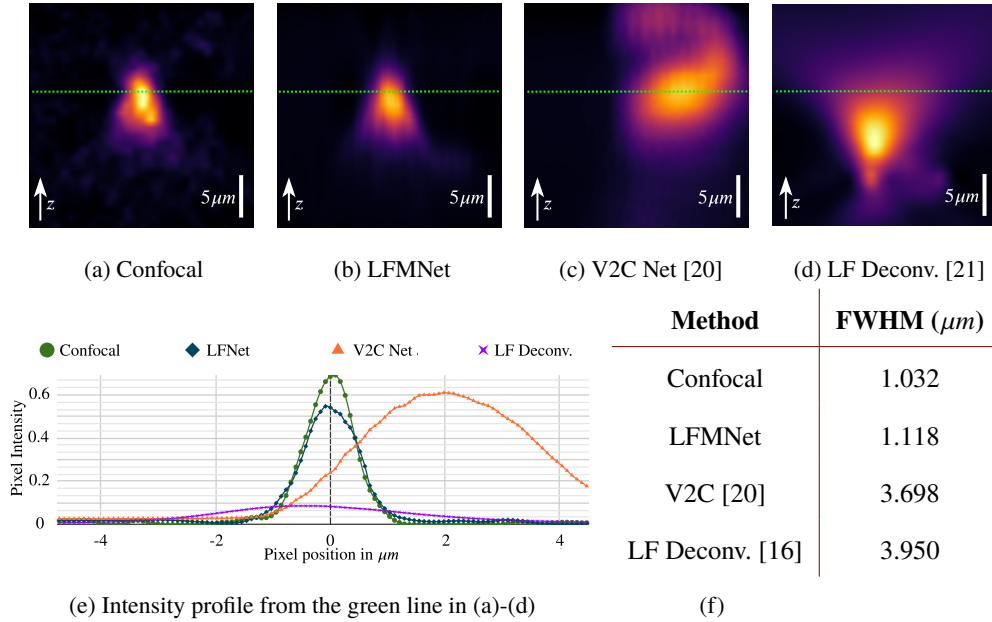 z 5μm z 5μm z 5μm z 5μm
(a) Confocal (b) LFMNet (c) V2C Net [20] (d) LF Deconv. [21]
Confocal LFNet V2C Net . LF Deconv.
Pixel Intensity
0.6
0.4
0.2
0
-4 -2 0 2 4
Pixel position in μm
(e) Intensity profile from the green line in (a)-(d)
Method FWHM (μm)
Confocal 1.032
LFMNet 1.118
V2C [20] 3.698
LF Deconv. [16] 3.950
(f)